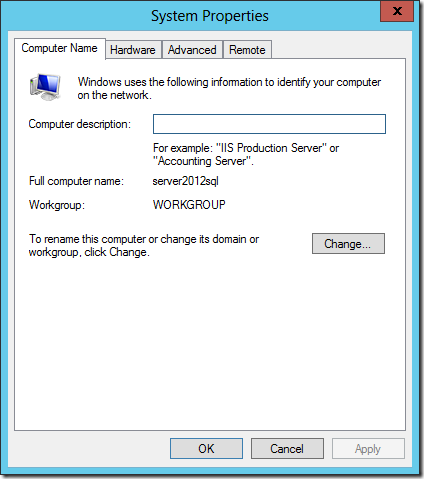 System Properties
x
Computer Name Hardware Advanced Remote
Windows uses the following information to identify your computer
on the network.
Computer description:
For example: "IIS Production Server" or
"Accounting Server".
Full computer name: server2012sql
Workgroup: WORKGROUP
To rename this computer or change its domain or
workgroup, click Change.
Change...
OK Cancel Apply